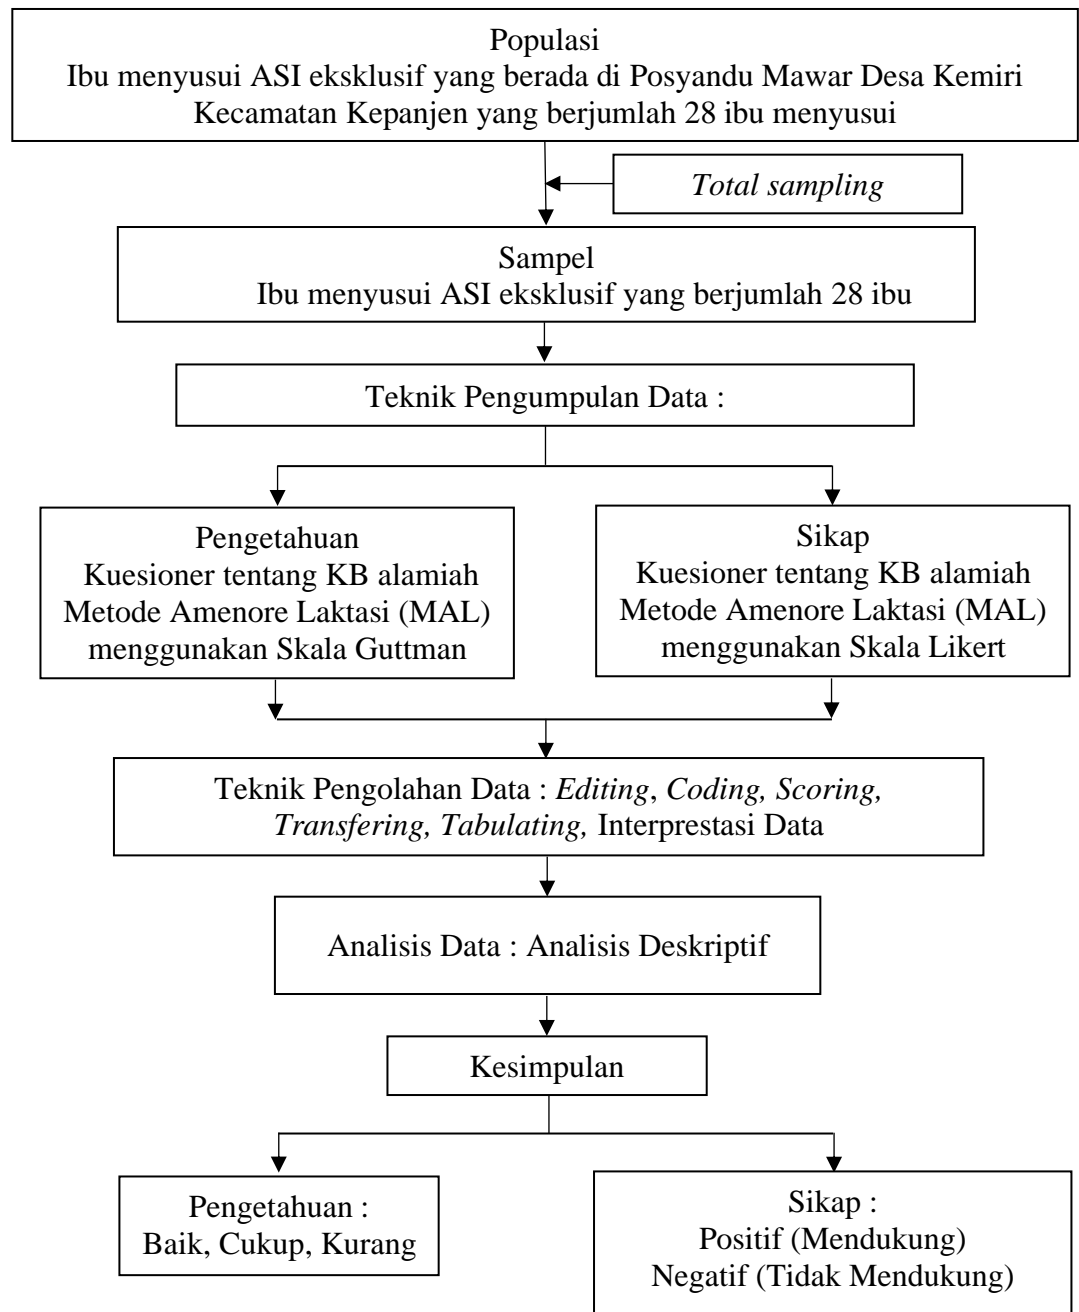 Populasi
Ibu menyusui ASI eksklusif yang berada di Posyandu Mawar Desa Kemiri
Kecamatan Kepanjen yang berjumlah 28 ibu menyusui
Total sampling
Sampel
Ibu menyusui ASI eksklusif yang berjumlah 28 ibu
Teknik Pengumpulan Data :
Pengetahuan
Kuesioner tentang KB alamiah
Metode Amenore Laktasi (MAL)
menggunakan Skala Guttman
Sikap
Kuesioner tentang KB alamiah
Metode Amenore Laktasi (MAL)
menggunakan Skala Likert
Teknik Pengolahan Data : Editing, Coding, Scoring,
Transfering, Tabulating, Interprestasi Data
Analisis Data : Analisis Deskriptif
Kesimpulan
Pengetahuan :
Baik, Cukup, Kurang
Sikap :
Positif (Mendukung)
Negatif (Tidak Mendukung)